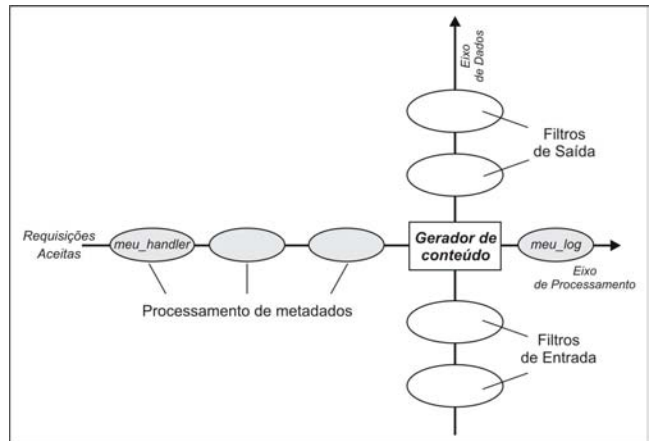 Eixo
de Dados
Filtros
de Saída
Requisições
Aceitas
meu_handler
Gerador de
conteúdo
meu_log
Eixo
de Processamento
Processamento de metadados
Filtros
de Entrada